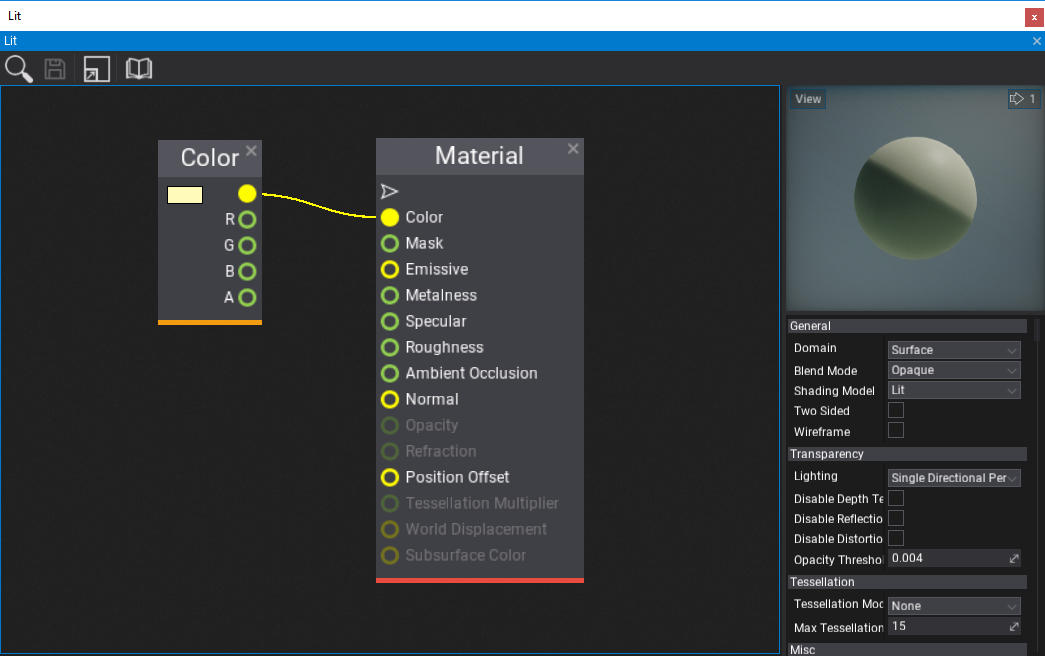 Lit
x
Lit
View
1
Color
R
G
B
A
Material
Color
Mask
Emissive
Metalness
Specular
Roughness
Ambient Occlusion
Normal
Opacity
Refraction
Position Offset
Tessellation Multiplier
World Displacement
Subsurface Color
General
Domain Surface
Blend Mode Opaque
Shading Model Lit
Two Sided
Wireframe
Transparency
Lighting Single Directional Per
Disable Depth Te
Disable Reflectio
Disable Distortio
Opacity Threshol 0.004
Tessellation
Tessellation Mod None
Max Tessellation 15
Misc